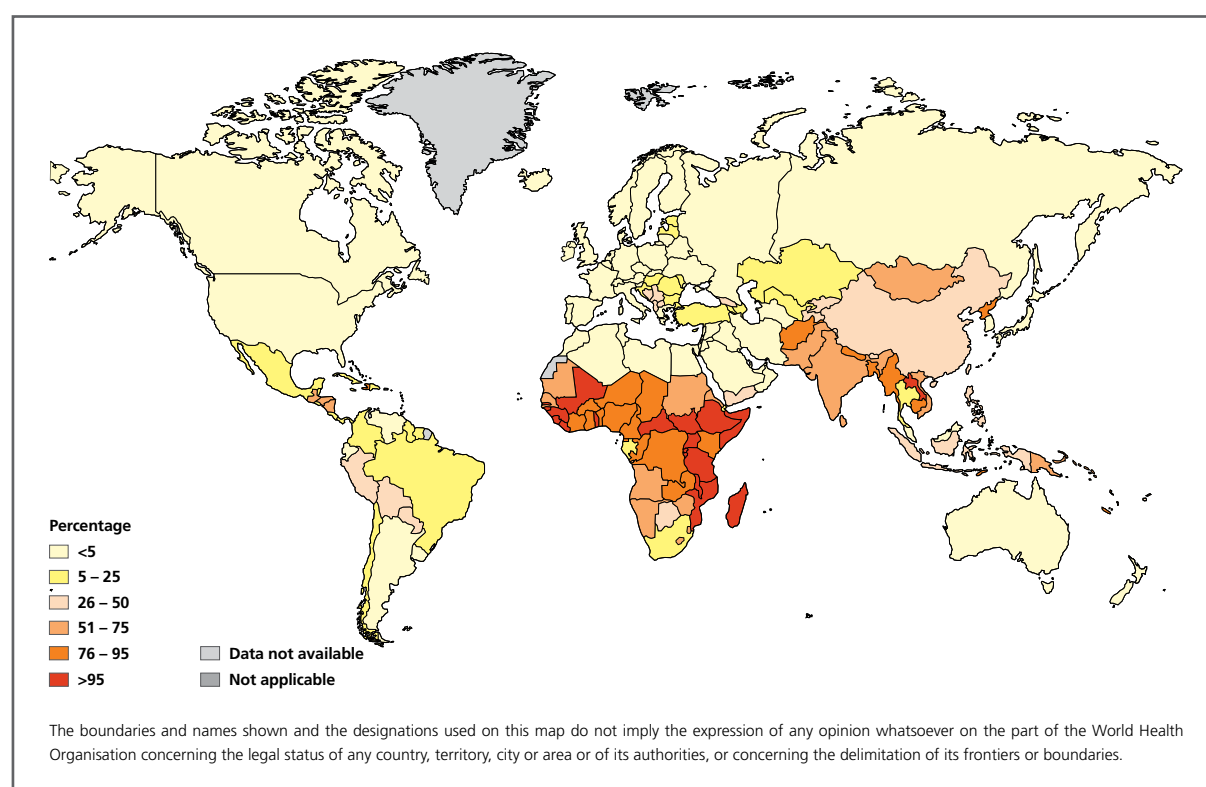 Percentage
<5
5 – 25
26 – 50
51 – 75
76 – 95
>95
Data not available
Not applicable
The boundaries and names shown and the designations used on this map do not imply the expression of any opinion whatsoever on the part of the World Health
Organisation concerning the legal status of any country, territory, city or area or of its authorities, or concerning the delimitation of its frontiers or boundaries.